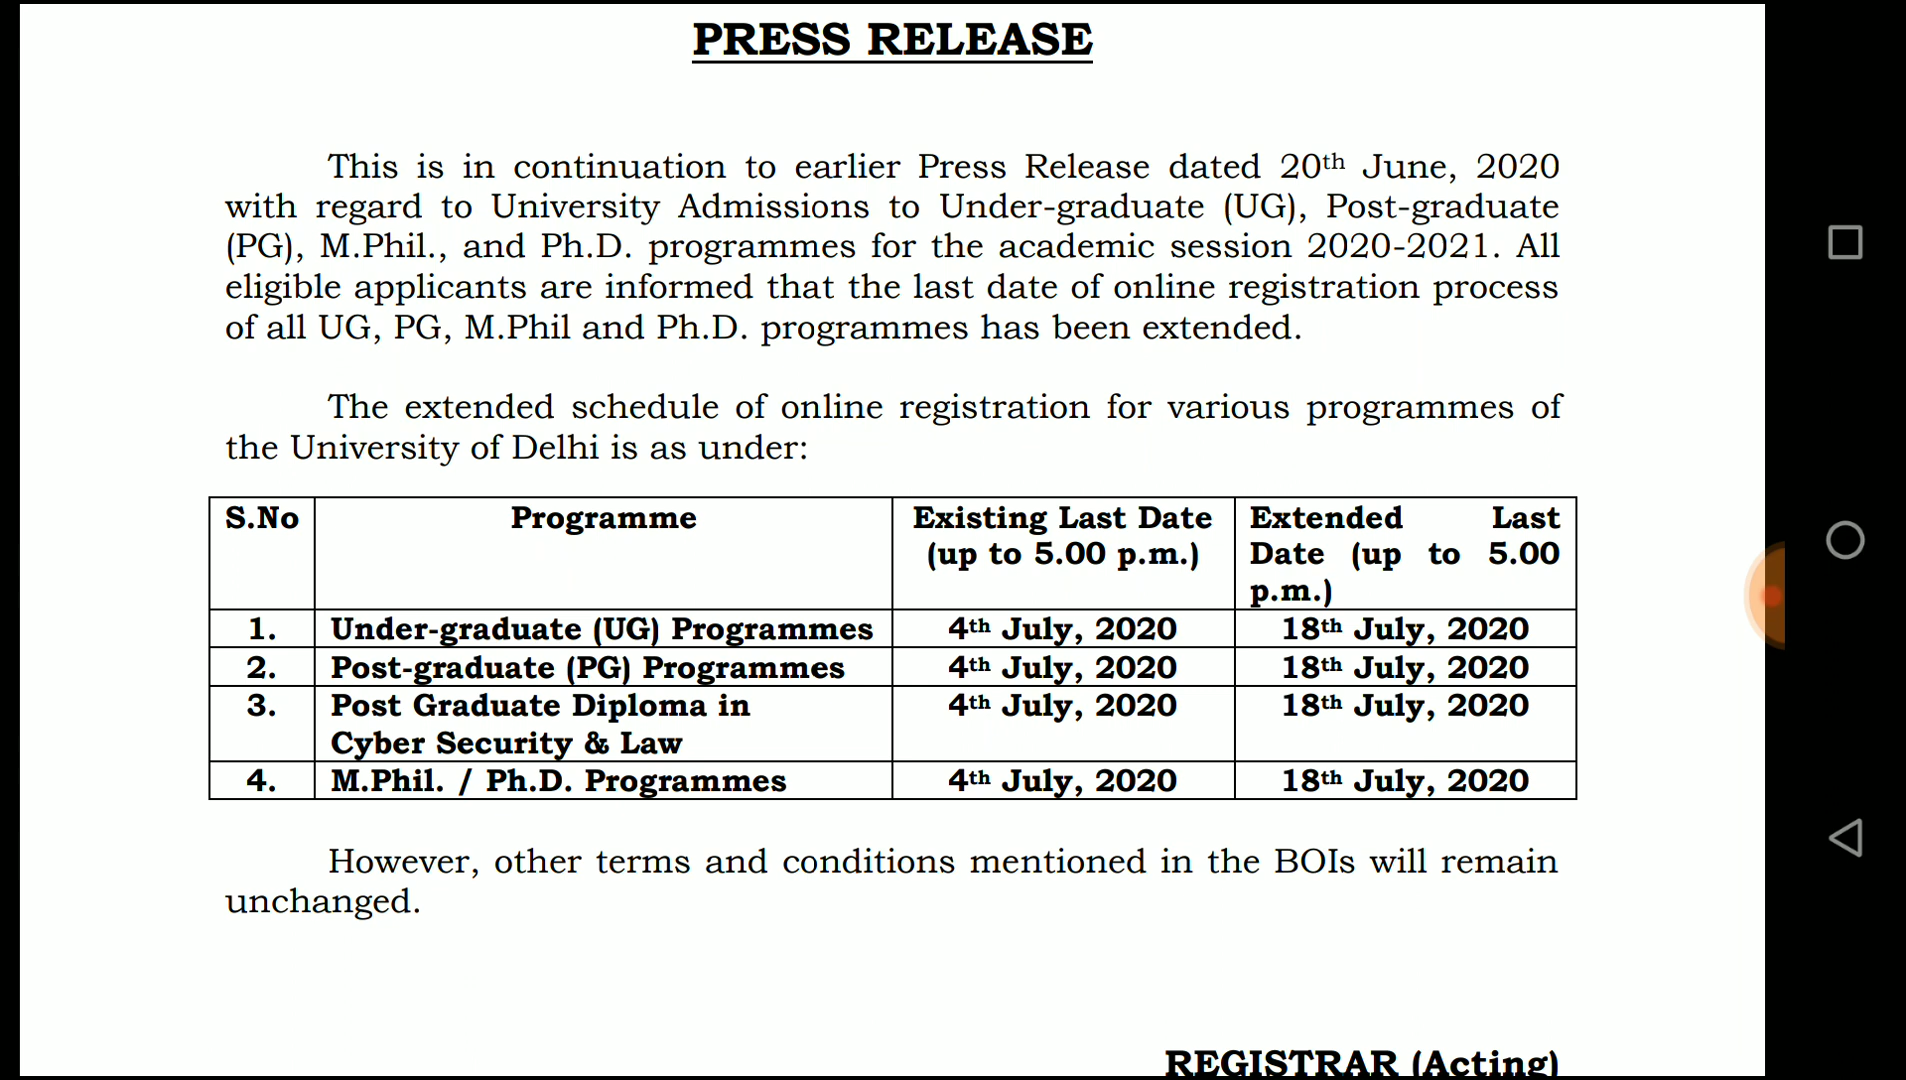 PRESS RELEASE
This is in continuation to earlier Press Release dated 20th June, 2020
with regard to University Admissions to Under-graduate (UG), Post-graduate
(PG), M.Phil., and Ph.D. programmes for the academic session 2020-2021. All
eligible applicants are informed that the last date of online registration process
of all UG, PG, M.Phil and Ph.D. programmes has been extended.
The extended schedule of online registration for various programmes of
the University of Delhi is as under:
S.No Programme Existing Last Date (up to 5.00 p.m.) Extended Last Date (up to 5.00 p.m.)
1. Under-graduate (UG) Programmes 4th July, 2020 18th July, 2020
2. Post-graduate (PG) Programmes 4th July, 2020 18th July, 2020
3. Post Graduate Diploma in Cyber Security & Law 4th July, 2020 18th July, 2020
4. M.Phil. / Ph.D. Programmes 4th July, 2020 18th July, 2020
However, other terms and conditions mentioned in the BOIs will remain
unchanged.
REGISTRAR (Acting)